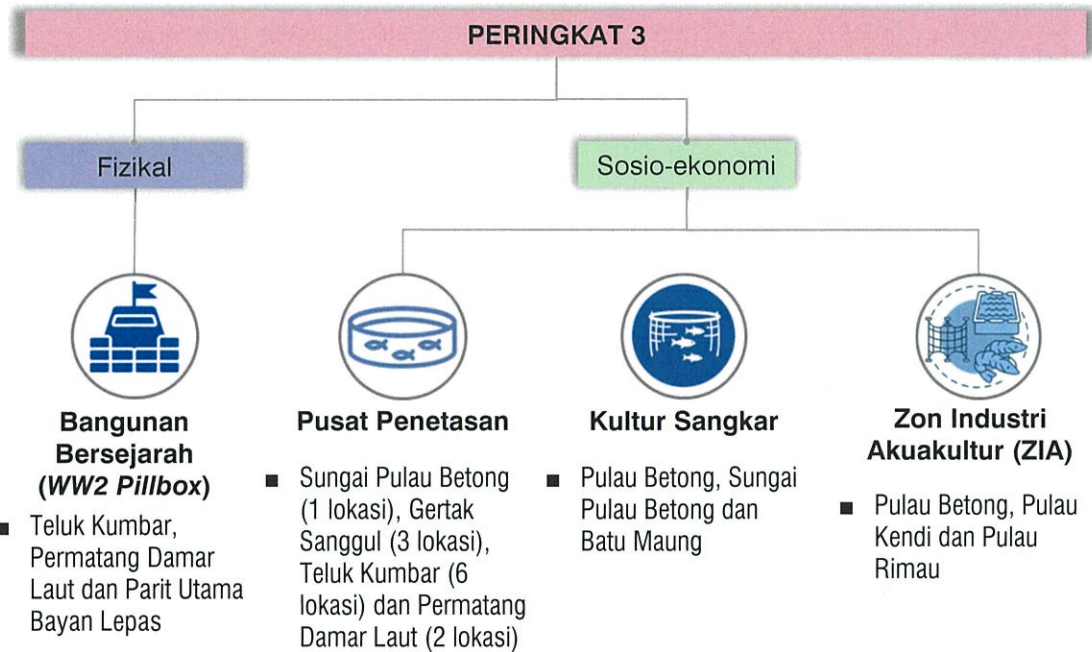 PERINGKAT 3
Fizikal
Sosio-ekonomi
Bangunan
Bersejarah
(WW2 Pillbox)
■ Teluk Kumbar,
Permatang Damar
Laut dan Parit Utama
Bayan Lepas
Pusat Penetasan
■ Sungai Pulau Betong
(1 lokasi), Gertak
Sanggul (3 lokasi),
Teluk Kumbar (6
lokasi) dan Permatang
Damar Laut (2 lokasi)
Kultur Sangkar
■ Pulau Betong, Sungai
Pulau Betong dan
Batu Maung
Zon Industri
Akuakultur (ZIA)
■ Pulau Betong, Pulau
Kendi dan Pulau
Rimau